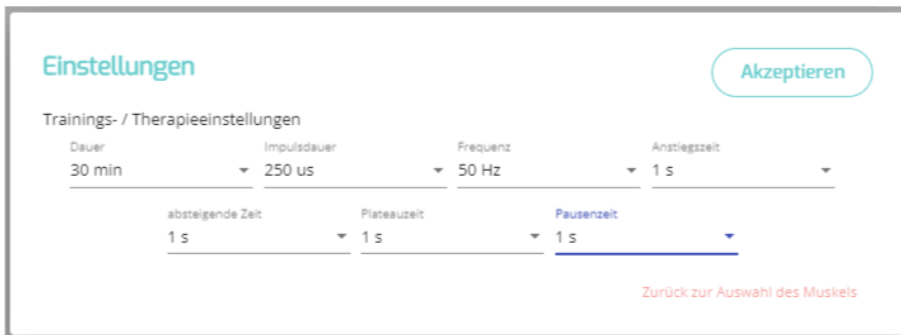 Einstellungen
Akzeptieren
Trainings- / Therapieeinstellungen
Dauer Impulsdauer Frequenz Anstiegszeit
30 min 250 us 50 Hz 1 s
absteigende Zeit Plateauzeit Pausenzeit
1 s 1 s 1 s
Zurück zur Auswahl des Muskels